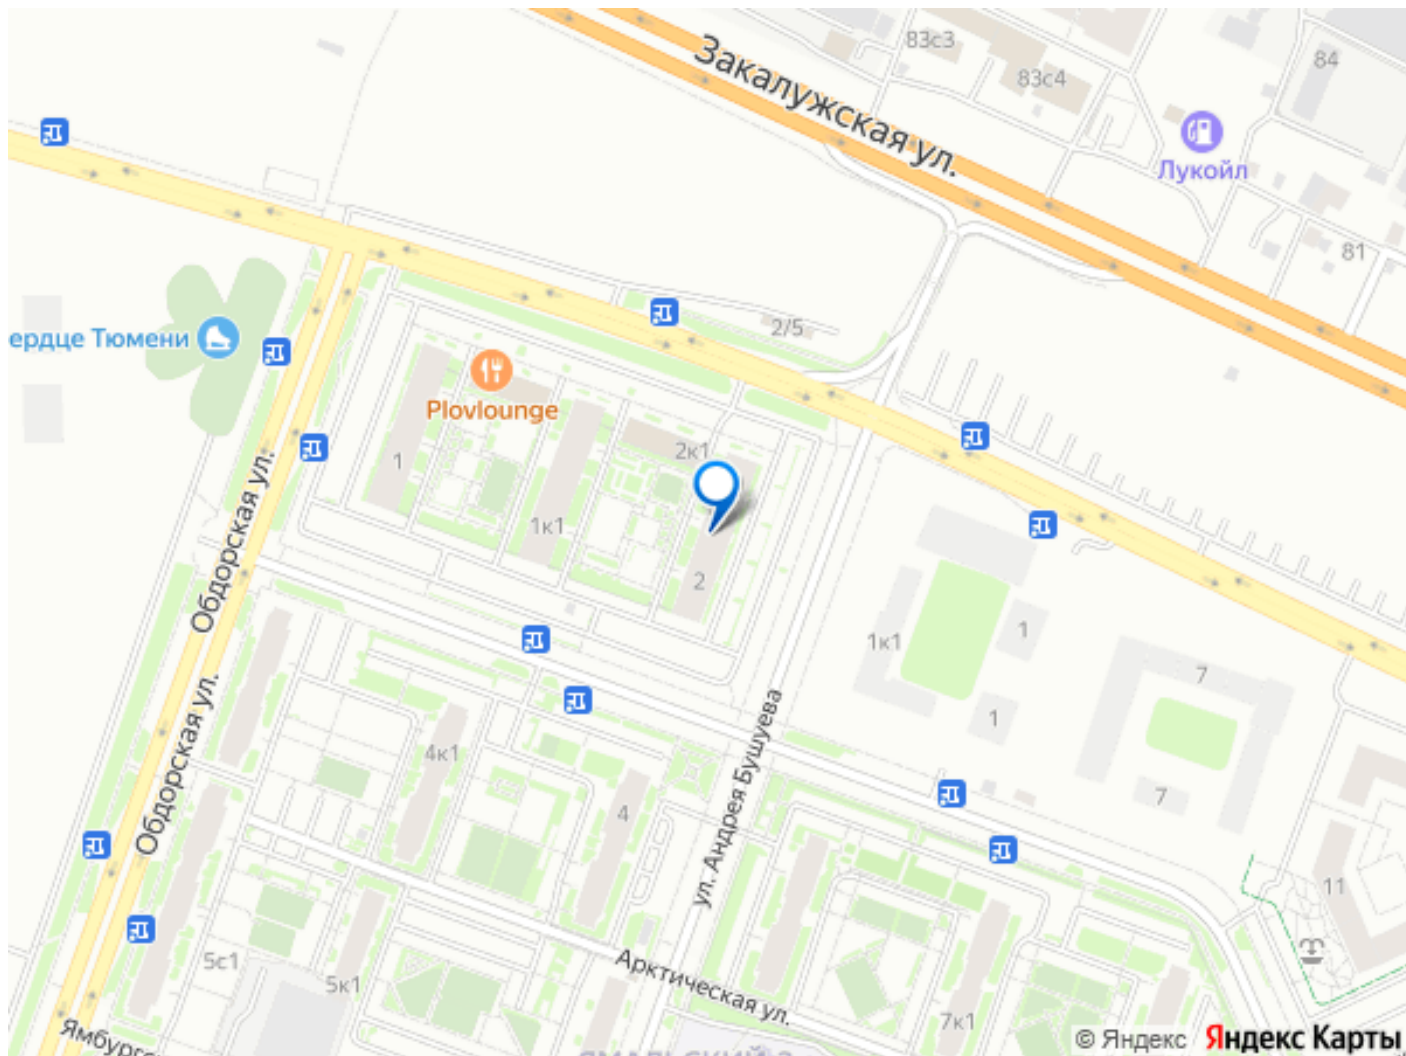 83с3
Закалужская ул.
84
83с4
Лукойл
81
2/5
ердце Тюмени
Plovlounge
2к1
1
Обдорская ул.
1к1
2
1к1
1
7
1
Обдорская ул.
ул. Андрея Бушуева
4к1
7
4
11
5с1
Арктическая ул.
5к1
7к1
© Яндекс Яндекс Карты